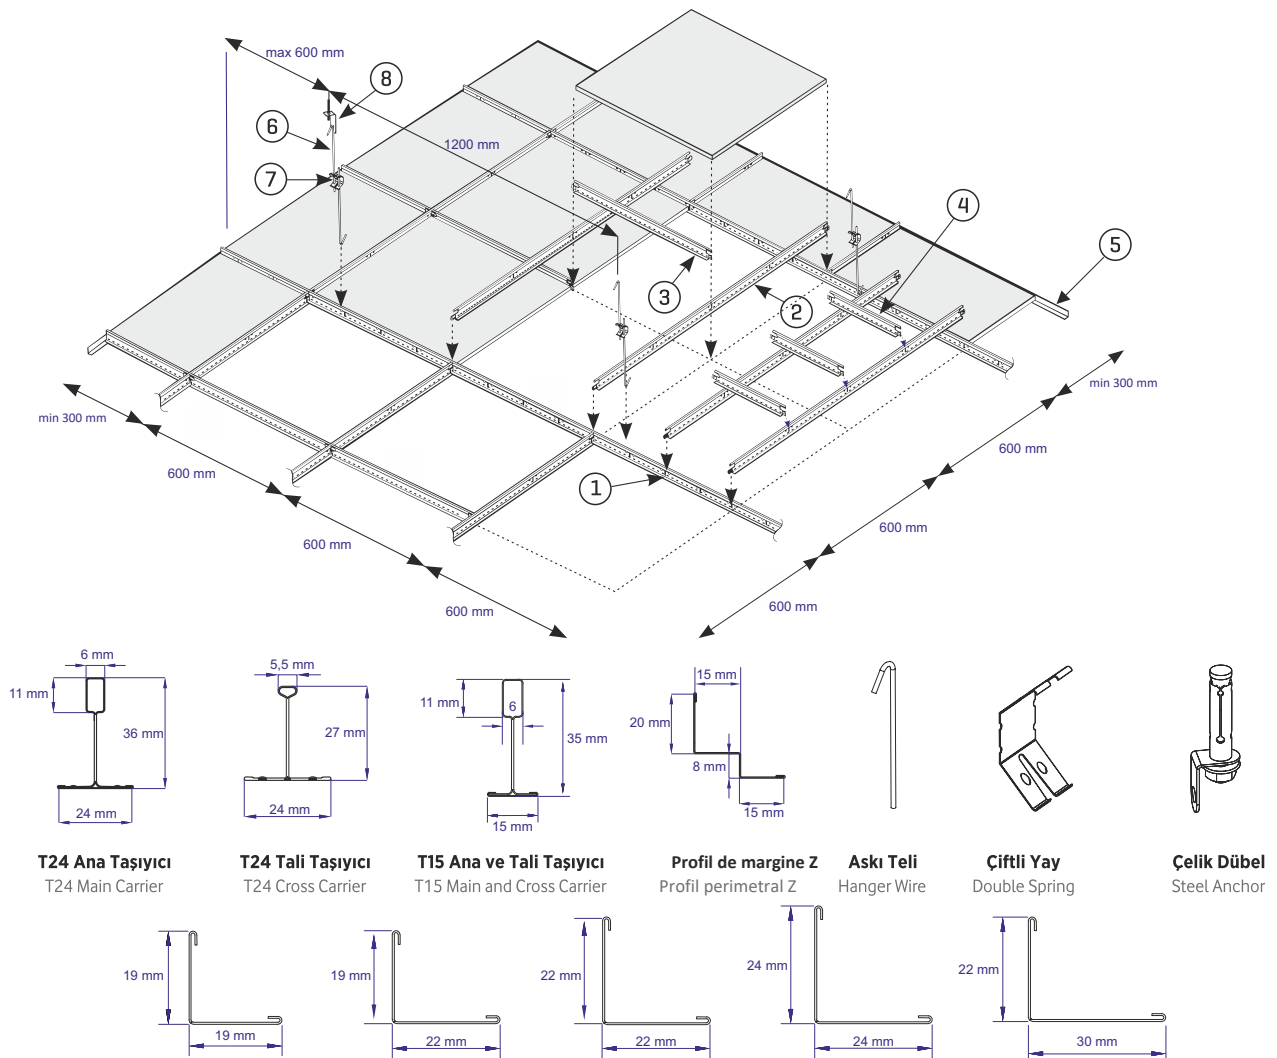 max 600 mm
8
6
1200 mm
7
4
5
3
2
min 300 mm
min 300 mm
600 mm
600 mm
1
600 mm
600 mm
600 mm
600 mm
6 mm
11 mm
36 mm
24 mm
5,5 mm
27 mm
24 mm
11 mm
6
35 mm
15 mm
15 mm
20 mm
8 mm
15 mm
T24 Ana Taşıyıcı
T24 Main Carrier
T24 Tali Taşıyıcı
T24 Cross Carrier
T15 Ana ve Tali Taşıyıcı
T15 Main and Cross Carrier
Profil de margine Z
Profil perimetral Z
Askı Teli
Hanger Wire
Çiftli Yay
Double Spring
Çelik Dübel
Steel Anchor
19 mm
19 mm
19 mm
22 mm
22 mm
22 mm
24 mm
24 mm
22 mm
30 mm